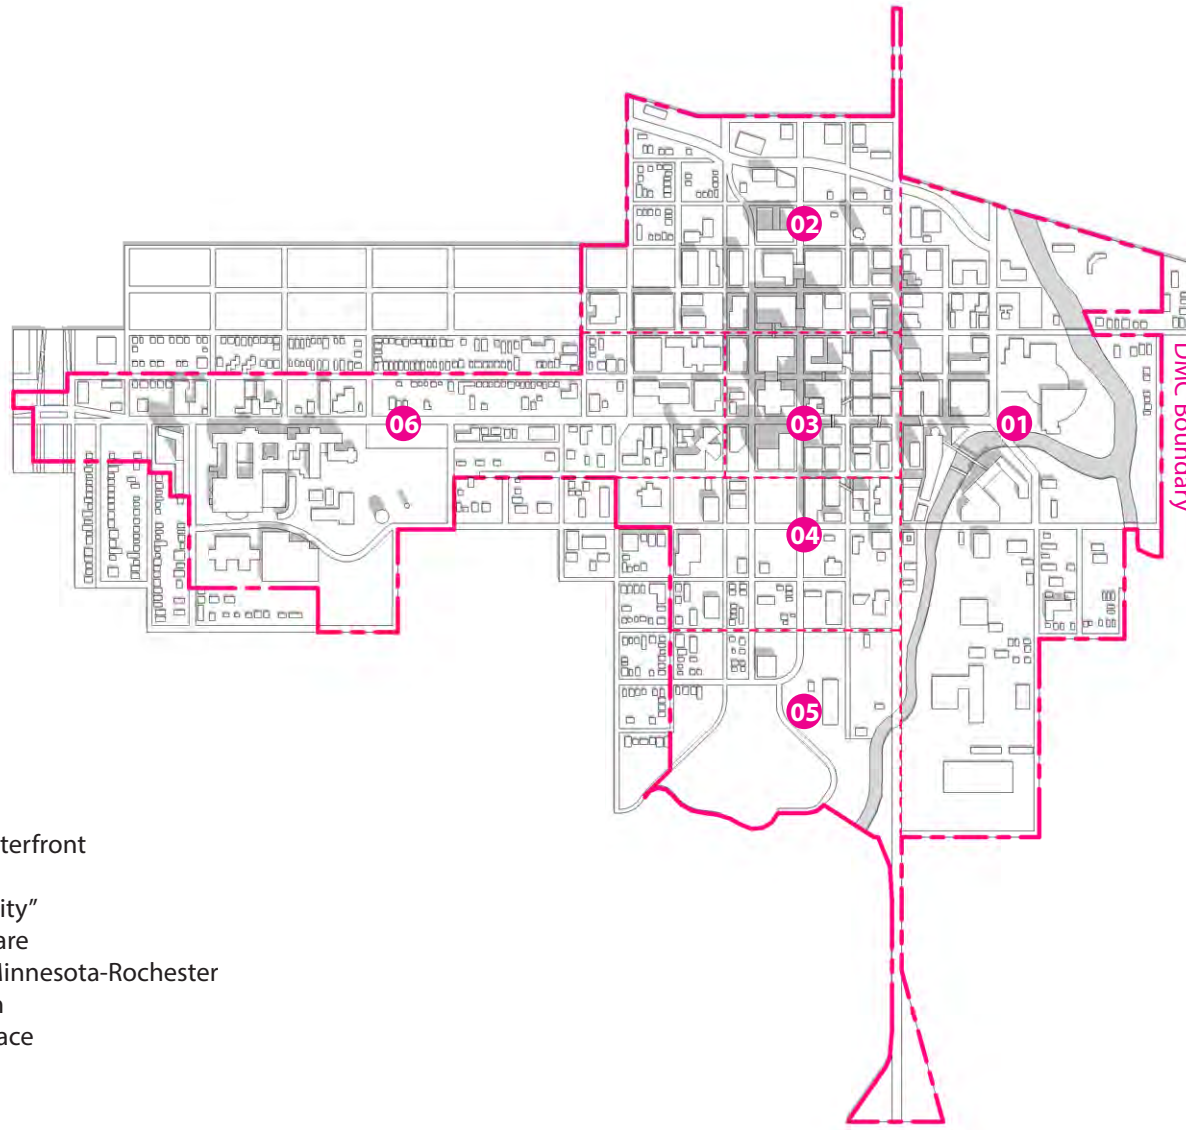 02
03
01
06
04
05
DMC Boundary
terfront
ity”
are
Minnesota-Rochester
n
ace